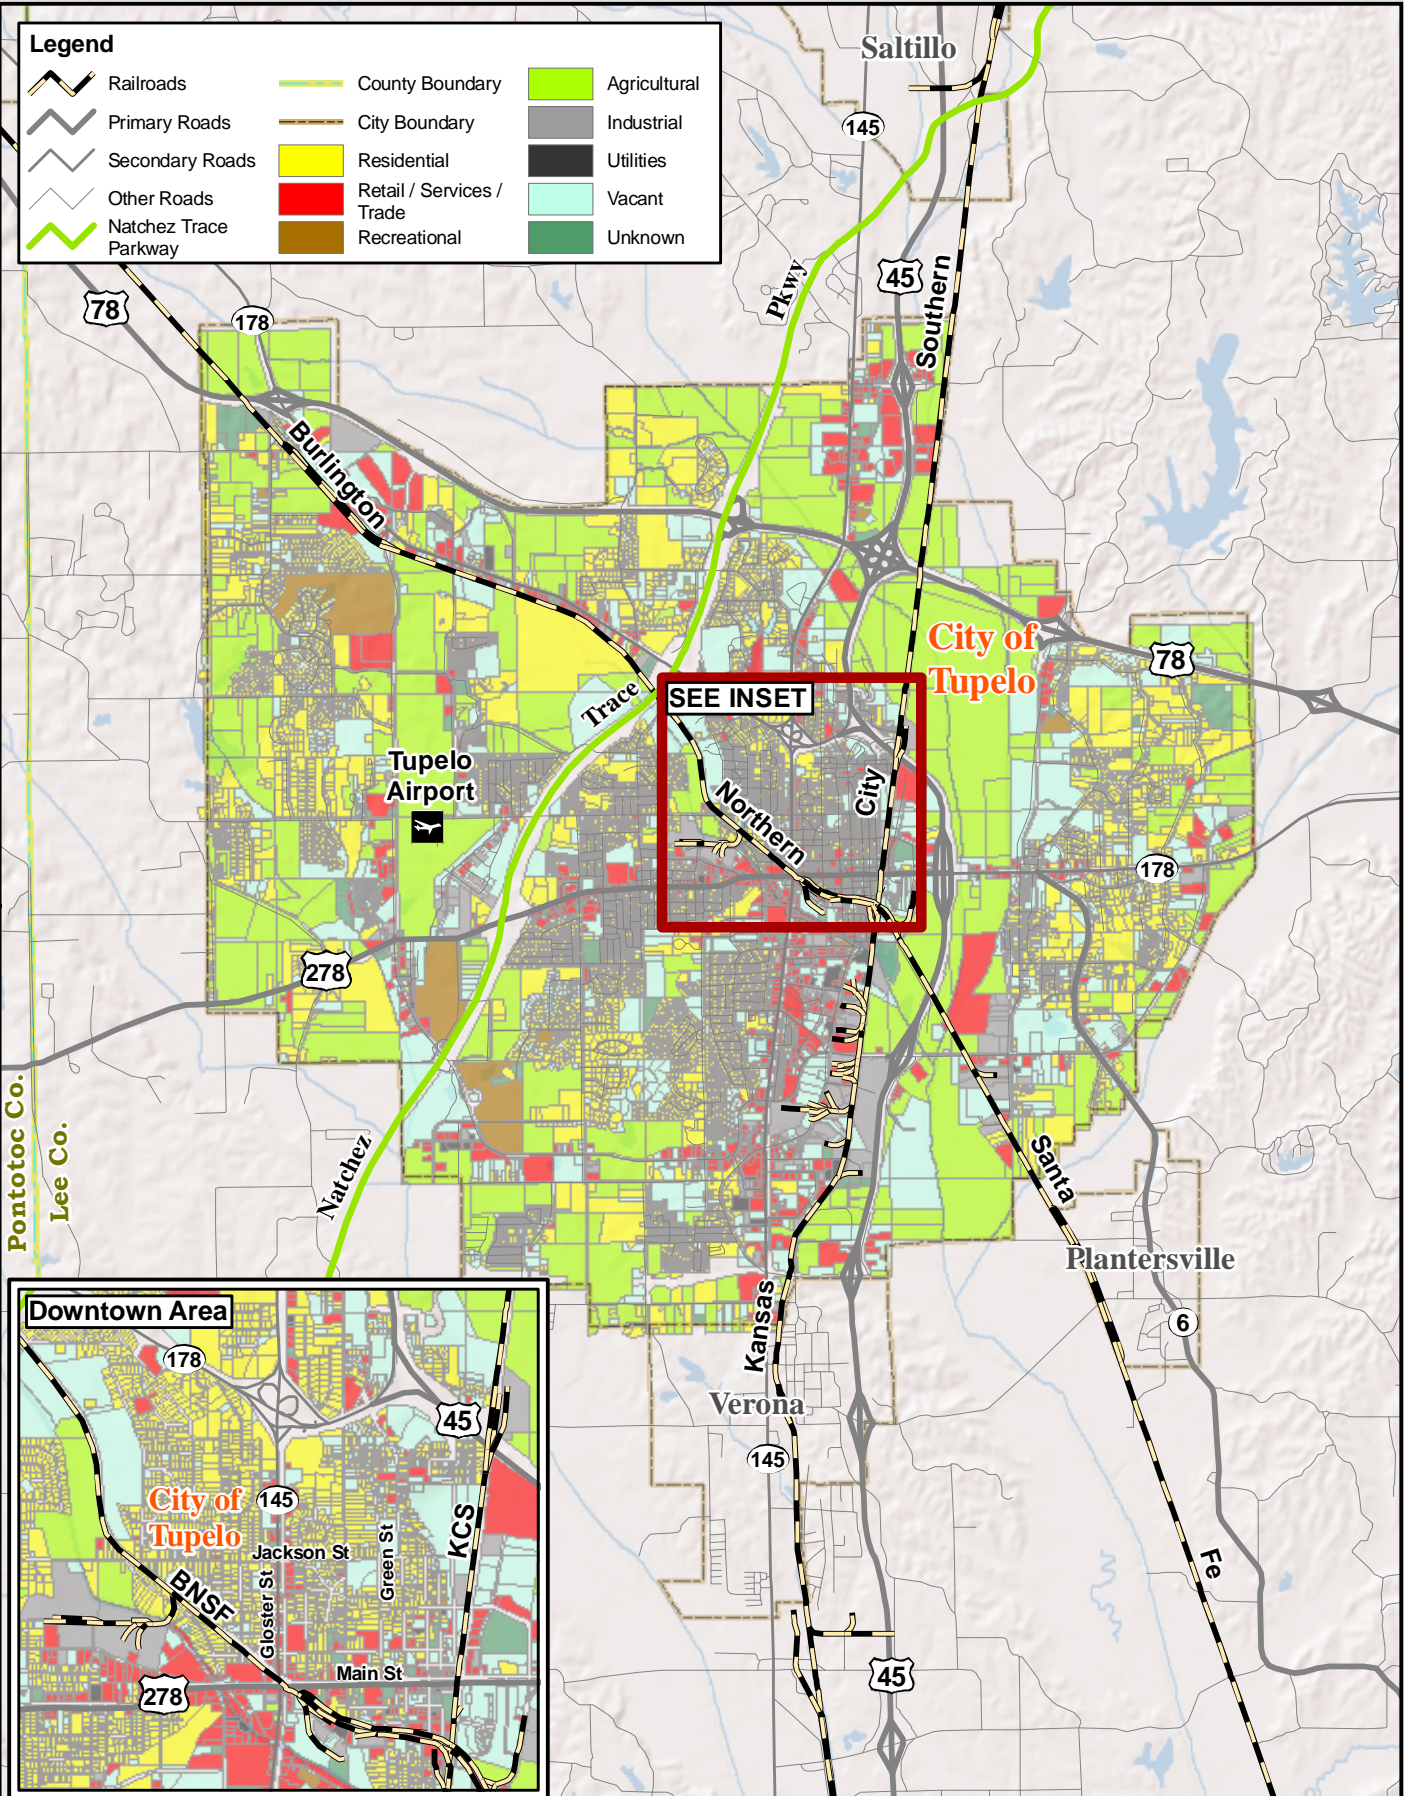 Legend
Railroads
Primary Roads
Secondary Roads
Other Roads
Natchez Trace
Parkway
County Boundary
City Boundary
Residential
Retail / Services /
Trade
Recreational
Agricultural
Industrial
Utilities
Vacant
Unknown
Saltillo
145
45
Southern
Pkwy
78
178
Burlington
City of
Tupelo
78
SEE INSET
Trace
Tupelo
Airport
City
Northern
178
278
Natchez
Santa
Pontotoc Co.
Lee Co.
Plantersville
6
Kansas
Verona
145
Fe
45
Downtown Area
178
45
City of
Tupelo
145
KCS
Jackson St
Green St
Gloster St
BNSF
Main St
278